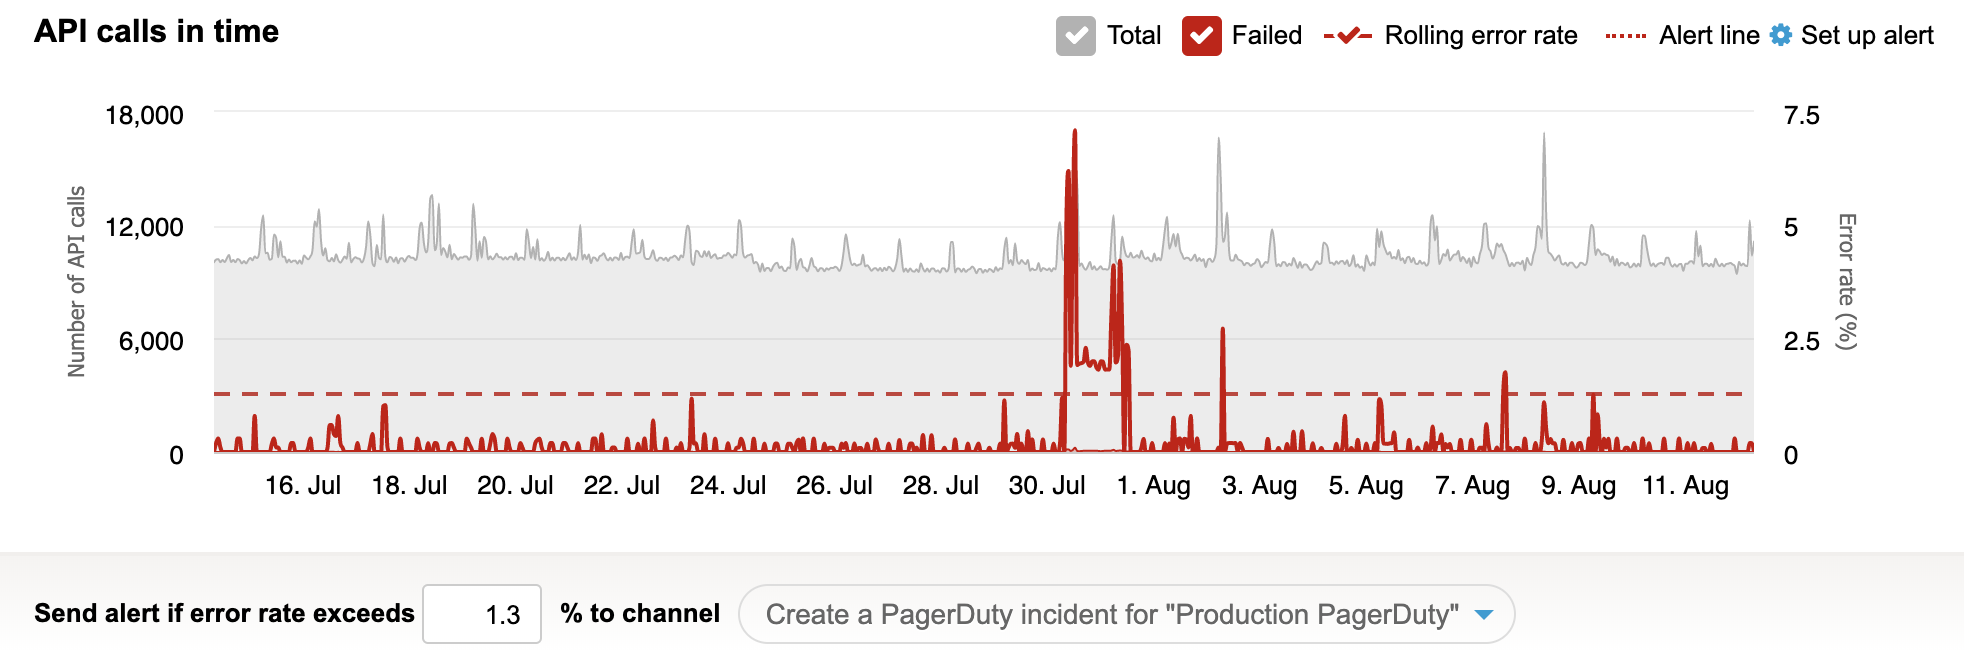 API calls in time
Total Failed Rolling error rate Alert line Set up alert
18,000
12,000
6,000
0
Number of API calls
7.5
5
2.5
0
Error rate (%)
16. Jul 18. Jul 20. Jul 22. Jul 24. Jul 26. Jul 28. Jul 30. Jul 1. Aug 3. Aug 5. Aug 7. Aug 9. Aug 11. Aug
Send alert if error rate exceeds 1.3 % to channel Create a PagerDuty incident for "Production PagerDuty"